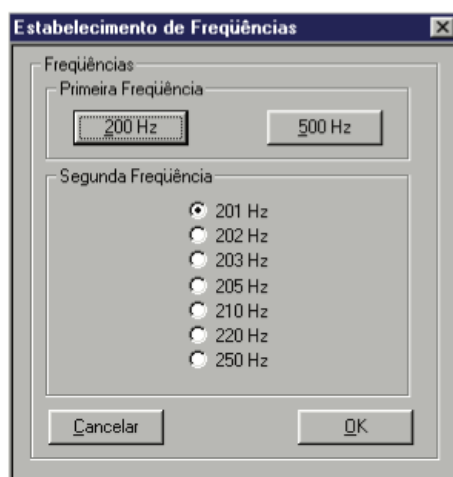 Estabelecimento de Freqüências
Freqüências
Primeira Freqüência
200 Hz 500 Hz
Segunda Freqüência
201 Hz
202 Hz
203 Hz
205 Hz
210 Hz
220 Hz
250 Hz
Cancelar OK